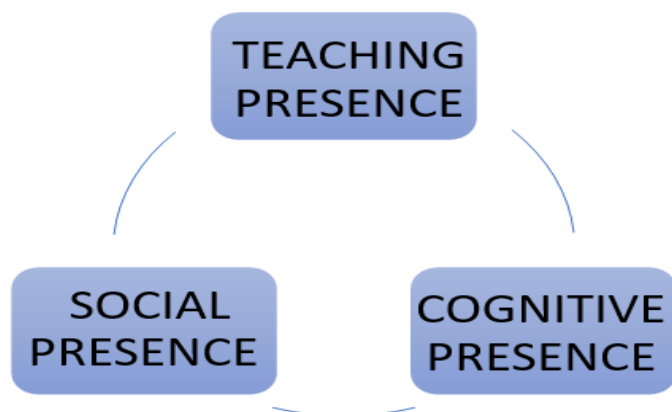 TEACHING
PRESENCE
SOCIAL
PRESENCE
COGNITIVE
PRESENCE